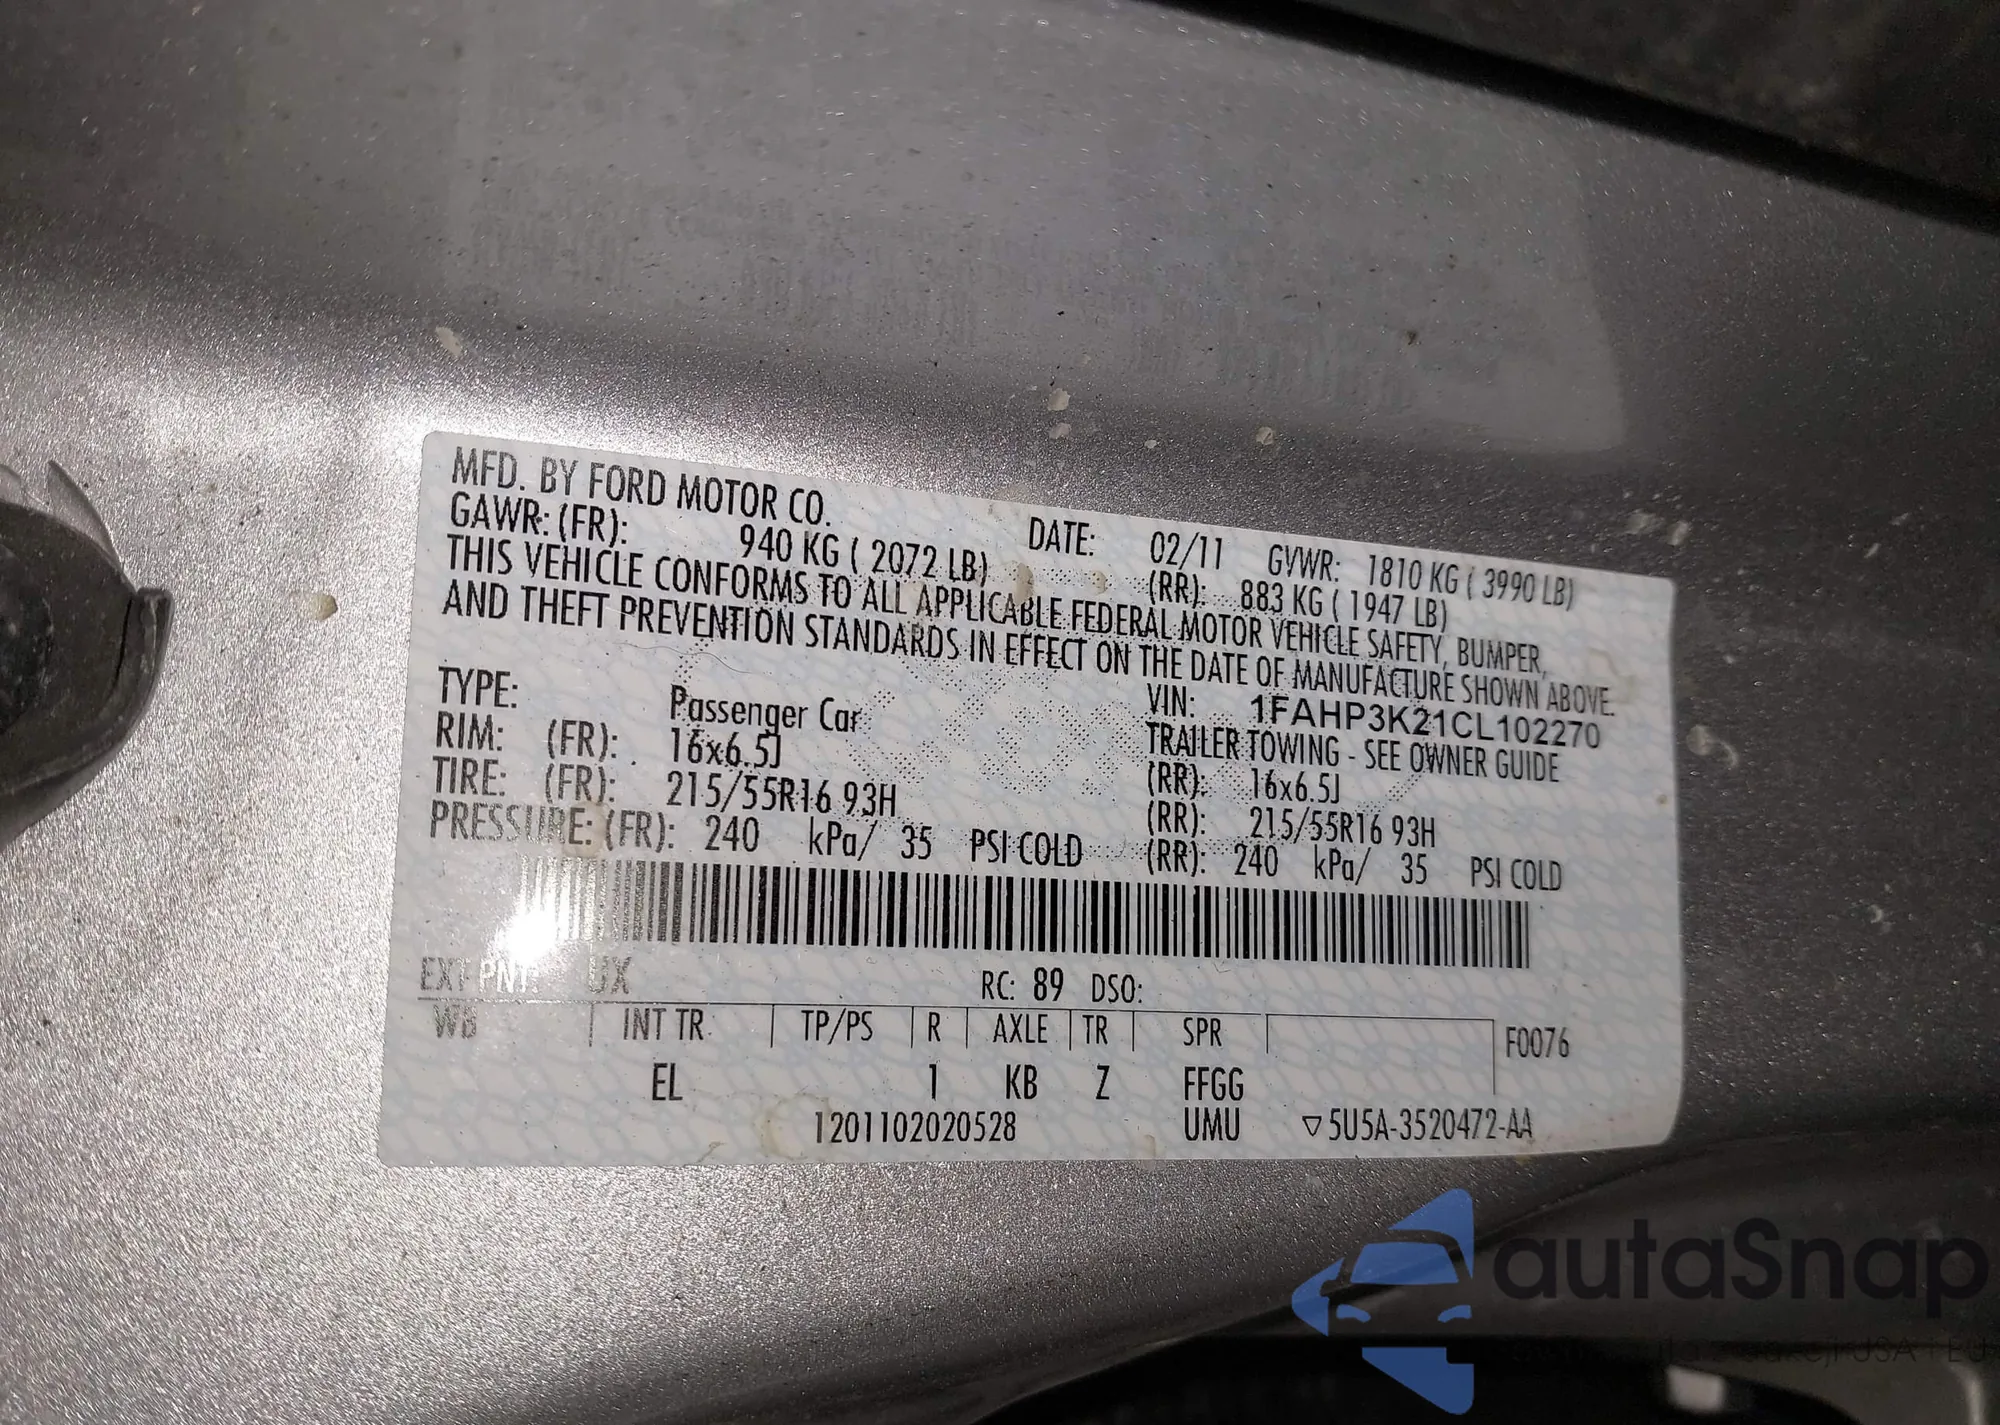 MFD. BY FORD MOTOR CO.
DATE: 02/11 GVWR: 1810 KG ( 3990 LB)
GAWR: (FR): 940 KG ( 2072 LB) (RR): 883 KG ( 1947 LB)
THIS VEHICLE CONFORMS TO ALL APPLICABLE FEDERAL MOTOR VEHICLE SAFETY, BUMPER,
AND THEFT PREVENTION STANDARDS IN EFFECT ON THE DATE OF MANUFACTURE SHOWN ABOVE.
VIN: 1FAHP3K21CL102270
TYPE: Passenger Car TRAILER TOWING - SEE OWNER GUIDE
RIM: (FR): 16x6.5J (RR): 16x6.5J
TIRE: (FR): 215/55R16 93H (RR): 215/55R16 93H
PRESSURE: (FR): 240 kPa/ 35 PSI COLD (RR): 240 kPa/ 35 PSI COLD
EXT PNT: UX RC: 89 DSO:
WB INT TR TP/PS R AXLE TR SPR F0076
EL 1 KB Z FFGG
1201102020528 UMU ▽5U5A-3520472-AA
autaSnap